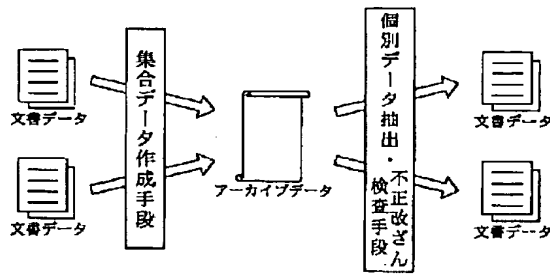 文書データ
文書データ
集合データ作成手段
アーカイブデータ
個別データ抽出・不正改ざん
検査手段
文書データ
文書データ